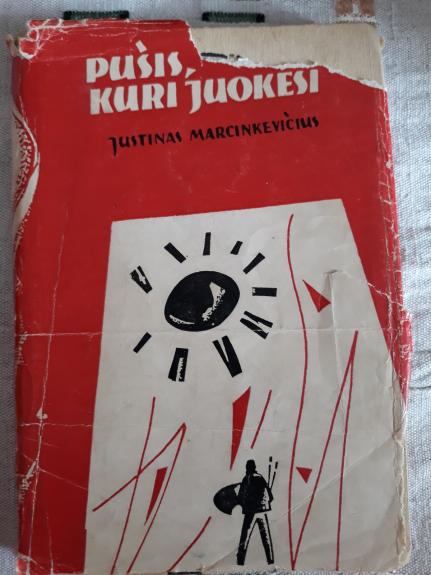 PUŠIS,
KURI JUOKĖSI
JUSTINAS MARCINKEVIČIUS